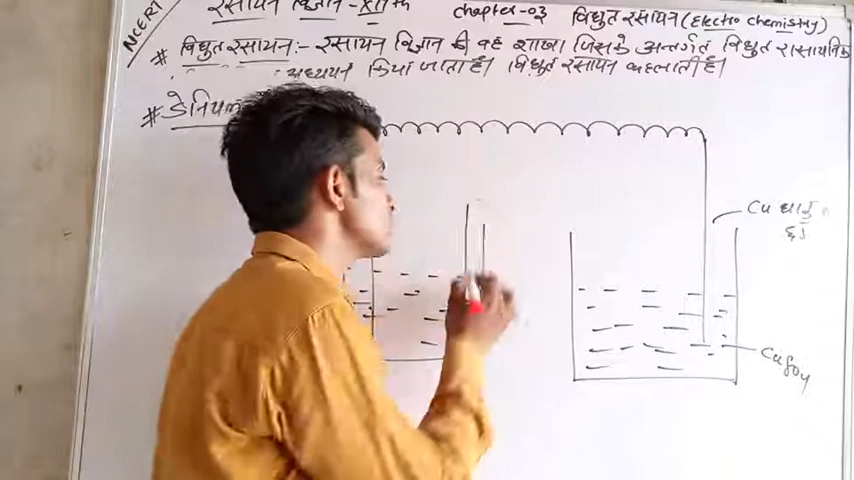 NCERT
रसायन विज्ञान - XIIth chapter-03 विधुत रसायन (Electro chemistry)
* विधुत रसायन:- रसायन विज्ञान की वह शाखा जिसके अन्तर्गत विधुत रासायनिक
अध्ययन किया जाता है। विधुत रसायन कहलाती है।
Cu धातु
छड़
CuSO4